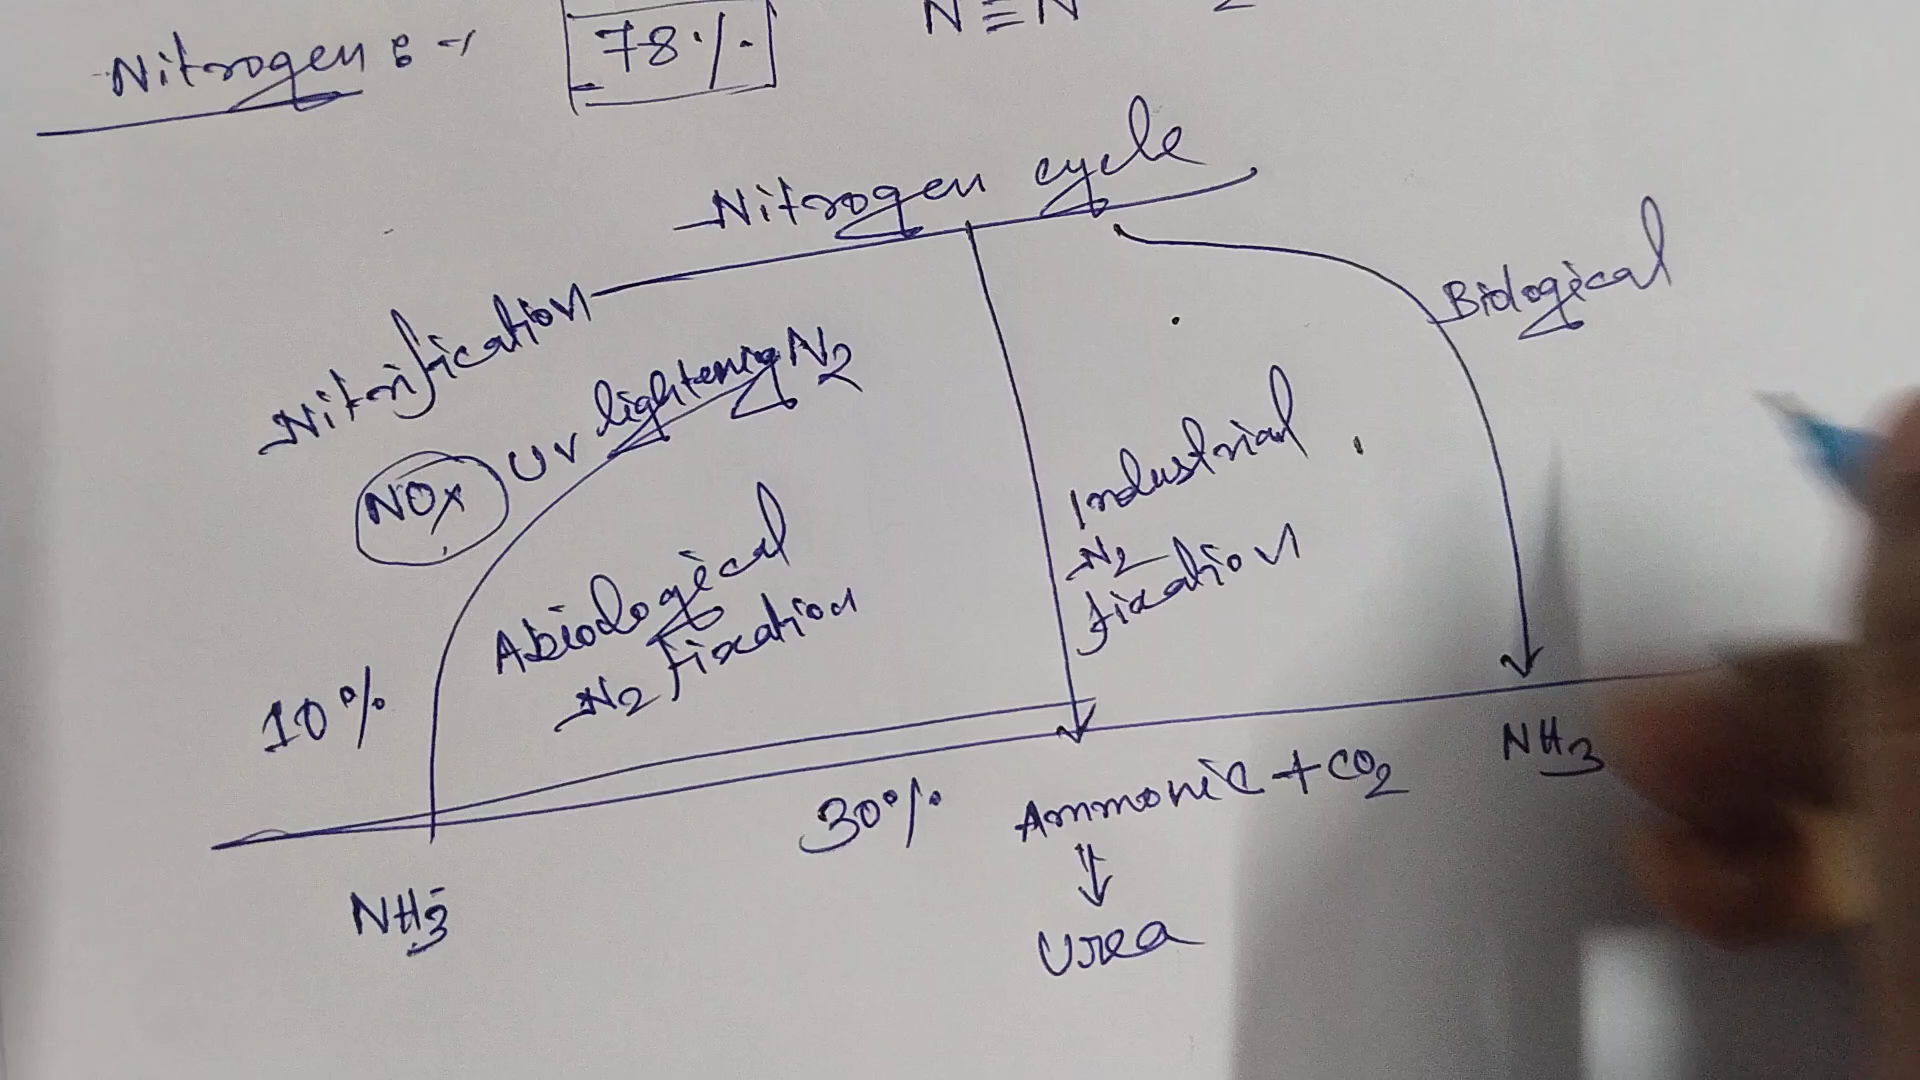 Nitrogen :-
78%
N≡N
Nitrogen cycle
Nitrification
Biological
UV lightenig N2
NOx
Abiological
N2 fixation
Industrial
N2
fixation
10%
30%
Ammonia + CO2
NH3
Urea
NH3